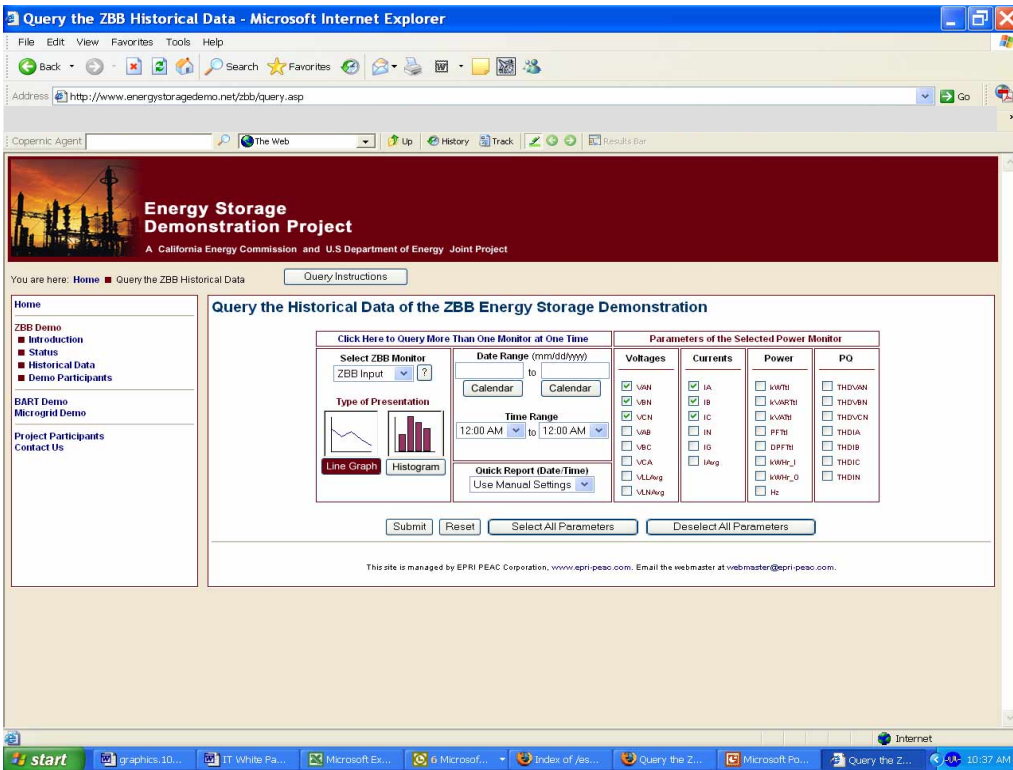 Query the ZBB Historical Data - Microsoft Internet Explorer
File Edit View Favorites Tools Help
Back Search Favorites
Address http://www.energystoragedemo.net/zbb/query.asp Go
Copernic Agent The Web Up History Track Results Bar
Energy Storage
Demonstration Project
A California Energy Commission and U.S Department of Energy Joint Project
You are here: Home Query the ZBB Historical Data
Query Instructions
Home
ZBB Demo
Introduction
Status
Historical Data
Demo Participants
BART Demo
Microgrid Demo
Project Participants
Contact Us
Query the Historical Data of the ZBB Energy Storage Demonstration
Click Here to Query More Than One Monitor at One Time
Parameters of the Selected Power Monitor
Select ZBB Monitor
ZBB Input ?
Type of Presentation
Line Graph Histogram
Date Range (mm/dd/yyyy)
to
Calendar Calendar
Time Range
12:00 AM to 12:00 AM
Quick Report (Date/Time)
Use Manual Settings
Voltages Currents Power PQ
VAN IA kWTtl THDVAN
VBN IB kVARTtl THDVBN
VCN IC kVATtl THDVCN
VAB IN PFTtl THDIA
VBC IG DPFTtl THDIB
VCA IAvg kWHr_I THDIC
VLLAvg kWHr_O THDIN
VLNAvg Hz
Submit Reset Select All Parameters Deselect All Parameters
This site is managed by EPRI PEAC Corporation, www.epri-peac.com. Email the webmaster at webmaster@epri-peac.com.
Internet
start graphics.10... IT White Pa... Microsoft Ex... 6 Microsof... Index of /es... Query the Z... Microsoft Po... Query the Z... 10:37 AM